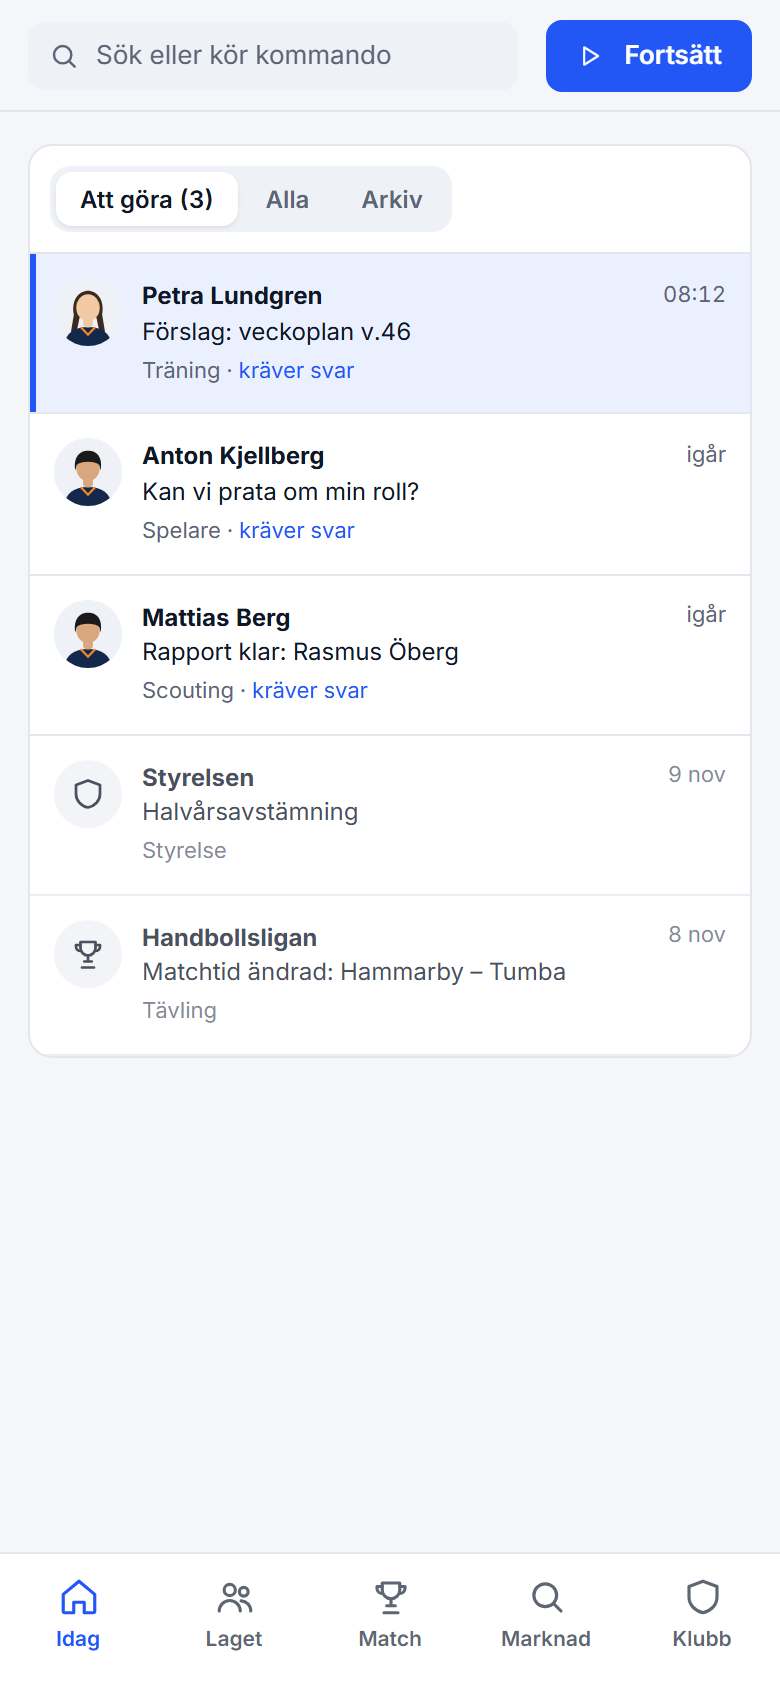 Sök eller kör kommando
Fortsätt
Att göra (3)
Alla
Arkiv
Petra Lundgren
08:12
Förslag: veckoplan v.46
Träning · kräver svar
Anton Kjellberg
igår
Kan vi prata om min roll?
Spelare · kräver svar
Mattias Berg
igår
Rapport klar: Rasmus Öberg
Scouting · kräver svar
Styrelsen
9 nov
Halvårsavstämning
Styrelse
Handbollsligan
8 nov
Matchtid ändrad: Hammarby – Tumba
Tävling
Idag
Laget
Match
Marknad
Klubb